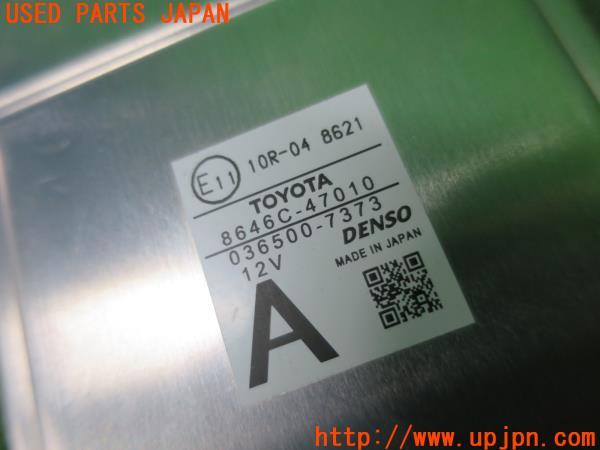 USED PARTS JAPAN
E11 10R-04 8621
TOYOTA
8646C-47010
036500-7373
12V DENSO
MADE IN JAPAN
A
http://www.upjpn.com/